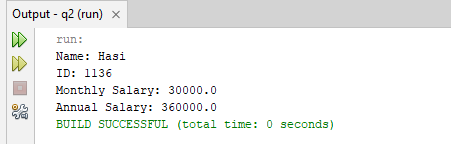 Output - q2 (run)
run:
Name: Hasi
ID: 1136
Monthly Salary: 30000.0
Annual Salary: 360000.0
BUILD SUCCESSFUL (total time: 0 seconds)